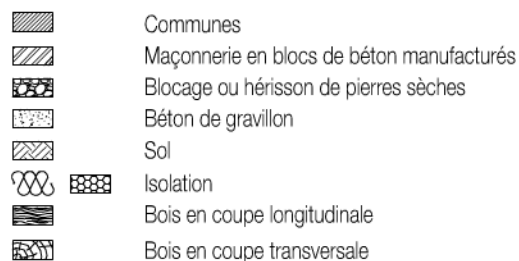 Communes
Maçonnerie en blocs de béton manufacturés
Blocage ou hérisson de pierres sèches
Béton de gravillon
Sol
Isolation
Bois en coupe longitudinale
Bois en coupe transversale